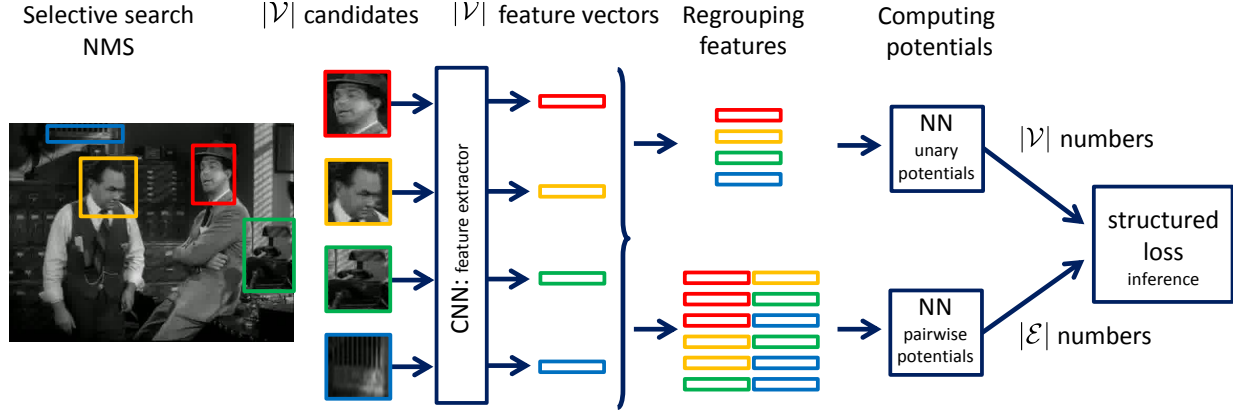 Selective search
NMS
|𝒱| candidates
|𝒱| feature vectors
Regrouping
features
Computing
potentials
CNN: feature extractor
NN
unary
potentials
|𝒱| numbers
structured
loss
inference
NN
pairwise
potentials
|ℰ| numbers